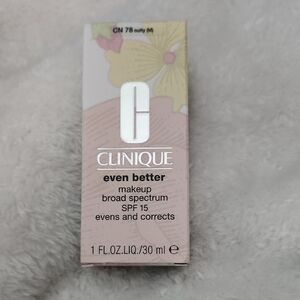 CN 78 nutty (M)
CLINIQUE
even better
makeup
broad spectrum
SPF 15
evens and corrects
1 FL.OZ.LIQ./30 ml ℮